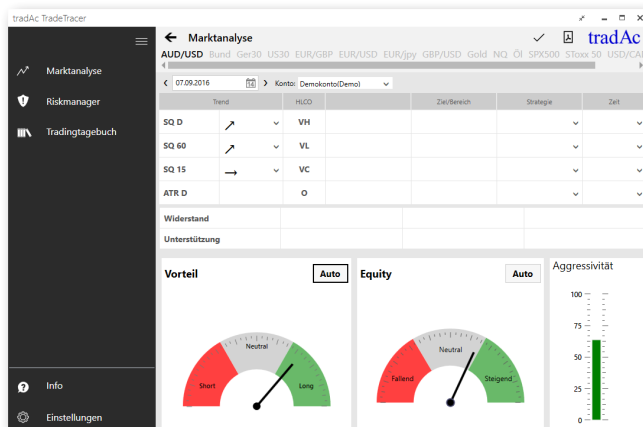 tradAc TradeTracer
Marktanalyse
tradAc
AUD/USD Bund Ger30 US30 EUR/GBP EUR/USD EUR/jpy GBP/USD Gold NQ Öl SPX500 SToxx 50 USD/CAD
Marktanalyse
Riskmanager
Tradingtagebuch
07.09.2016 14 Konto: Demokonto(Demo)
Trend HLCO Ziel/Bereich Strategie Zeit
SQ D VH
SQ 60 VL
SQ 15 VC
ATR D O
Widerstand
Unterstützung
Vorteil Auto Equity Auto Aggressivität
Neutral
Short
Long
Neutral
Fallend
Steigend
100
75
50
25
0
Info
Einstellungen